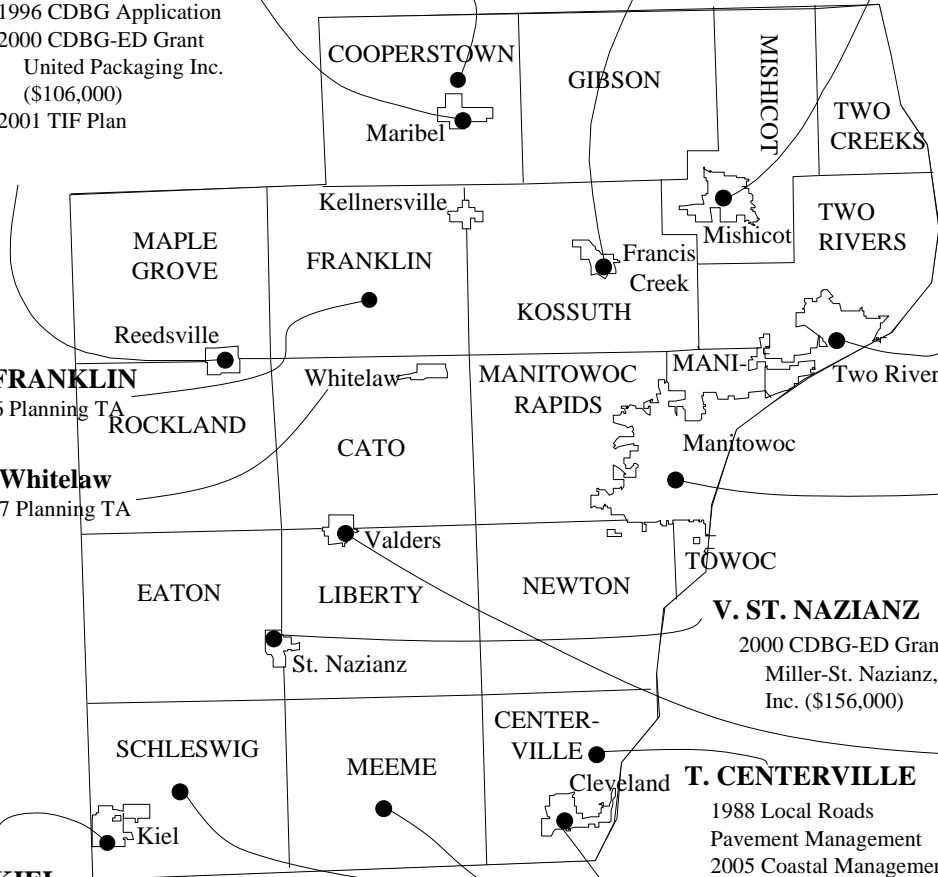 1996 CDBG Application
2000 CDBG-ED Grant
United Packaging Inc.
($106,000)
2001 TIF Plan
COOPERSTOWN
GIBSON
MISHICOT
TWO
CREEKS
Maribel
Kellnersville
Mishicot
TWO
RIVERS
MAPLE
GROVE
FRANKLIN
Francis
Creek
KOSSUTH
Reedsville
FRANKLIN
6 Planning TA
ROCKLAND
Whitelaw
MANITOWOC
RAPIDS
MANI-
Two River
CATO
Manitowoc
Whitelaw
7 Planning TA
Valders
TOWOC
EATON
LIBERTY
NEWTON
V. ST. NAZIANZ
2000 CDBG-ED Gran
Miller-St. Nazianz,
Inc. ($156,000)
St. Nazianz
SCHLESWIG
MEEME
CENTER-
VILLE
Cleveland
T. CENTERVILLE
1988 Local Roads
Pavement Management
2005 Coastal Managemen
Kiel
KIEL